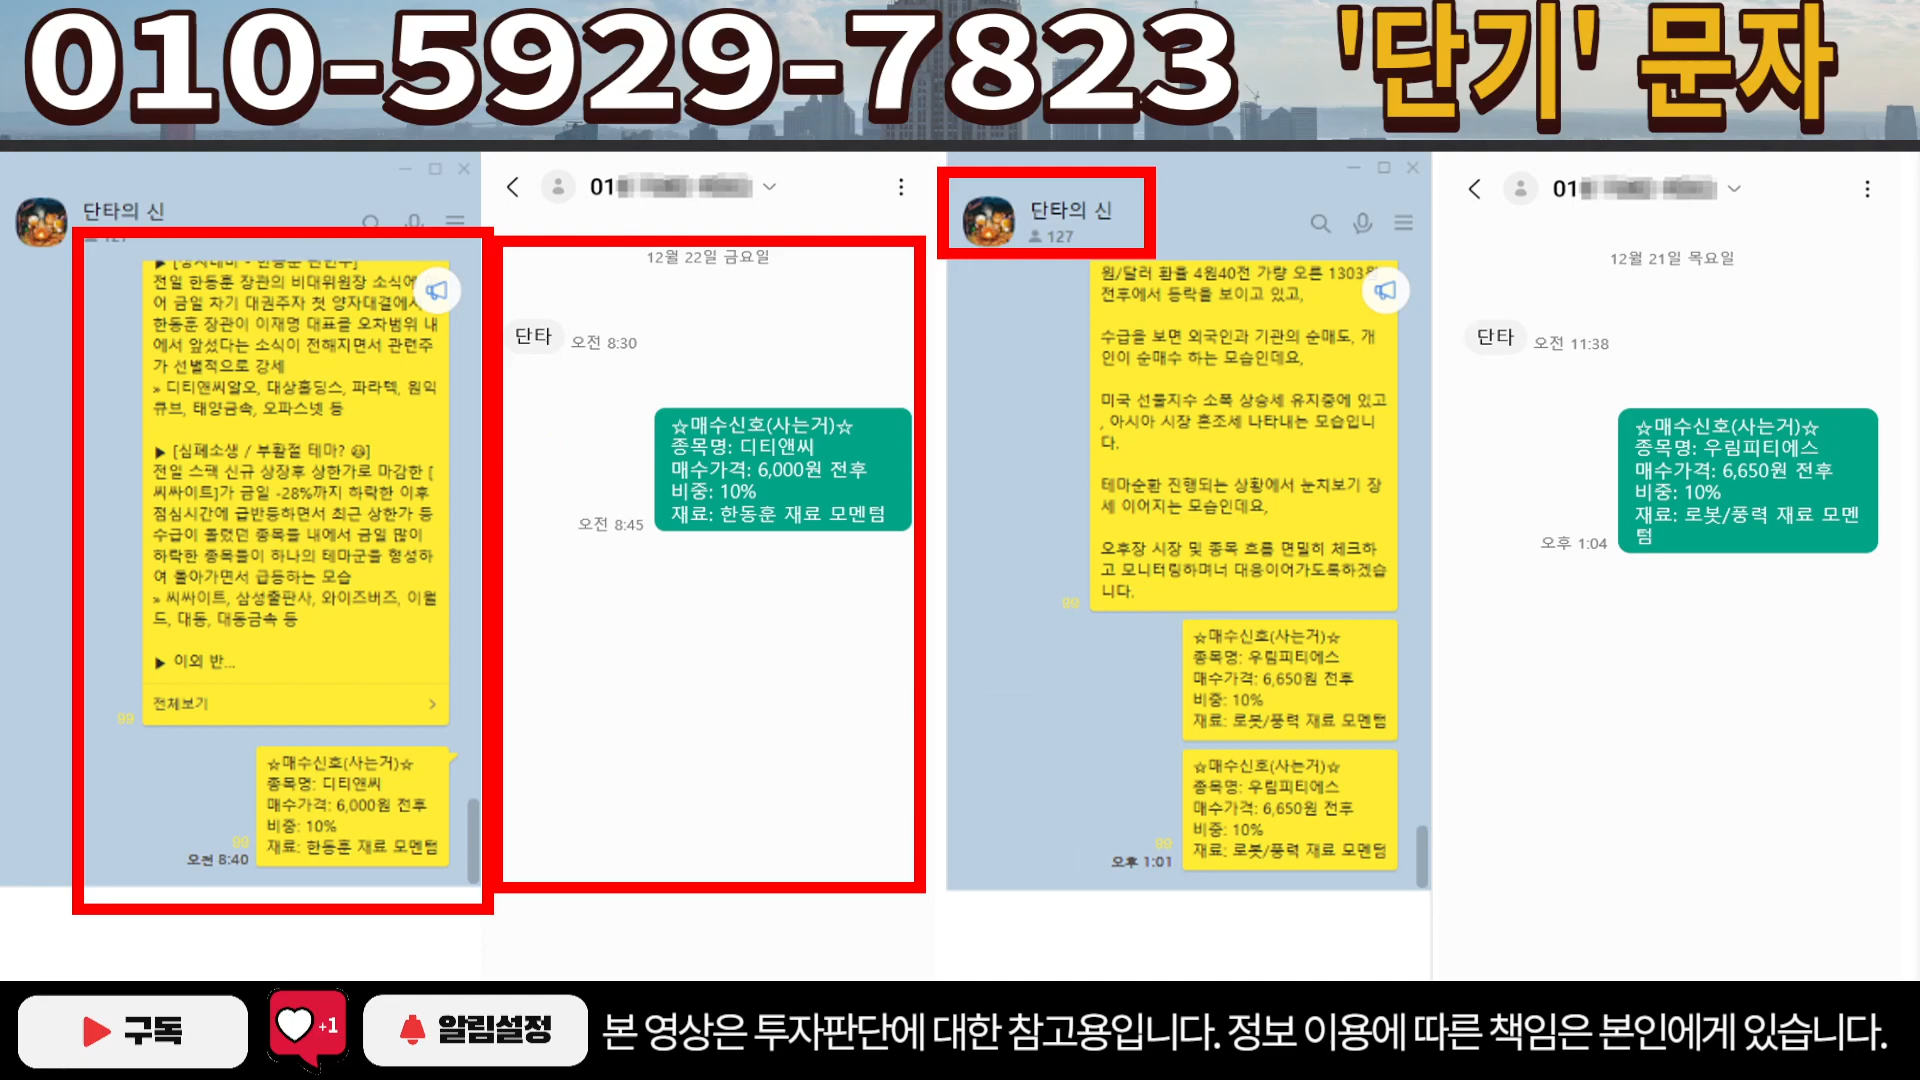 010-5929-7823 '단기' 문자
단타의 신
127
전일 한동훈 장관의 비대위원장 소식에
어 금일 차기 대권주자 첫 양자대결에서
한동훈 장관이 이재명 대표를 오차범위 내
에서 앞섰다는 소식이 전해지면서 관련주
가 선별적으로 강세
» 디티앤씨알오, 대상홀딩스, 파라텍, 원익
큐브, 태양금속, 오파스넷 등
▶ [심폐소생 / 부활절 테마? 😂]
전일 스팩 신규 상장후 상한가로 마감한 [
씨싸이트]가 금일 -28%까지 하락한 이후
점심시간에 급반등하면서 최근 상한가 등
수급이 몰렸던 종목들 내에서 금일 많이
하락한 종목들이 하나의 테마군을 형성하
여 돌아가면서 급등하는 모습
» 씨싸이트, 삼성출판사, 와이즈버즈, 이월
드, 대동, 대동금속 등
▶ 이외 반...
전체보기
99
☆매수신호(사는거)☆
종목명: 디티앤씨
매수가격: 6,000원 전후
비중: 10%
재료: 한동훈 재료 모멘텀
99
오전 8:40
01
12월 22일 금요일
단타 오전 8:30
☆매수신호(사는거)☆
종목명: 디티앤씨
매수가격: 6,000원 전후
비중: 10%
재료: 한동훈 재료 모멘텀
오전 8:45
단타의 신
127
원/달러 환율 4원40전 가량 오른 1303원
전후에서 등락을 보이고 있고,
수급을 보면 외국인과 기관의 순매도, 개
인이 순매수 하는 모습인데요,
미국 선물지수 소폭 상승세 유지중에 있고
, 아시아 시장 혼조세 나타내는 모습입니
다.
테마순환 진행되는 상황에서 눈치보기 장
세 이어지는 모습인데요,
오후장 시장 및 종목 흐름 면밀히 체크하
고 모니터링하며너 대응이어가도록하겠습
니다.
99
☆매수신호(사는거)☆
종목명: 우림피티에스
매수가격: 6,650원 전후
비중: 10%
재료: 로봇/풍력 재료 모멘텀
☆매수신호(사는거)☆
종목명: 우림피티에스
매수가격: 6,650원 전후
비중: 10%
재료: 로봇/풍력 재료 모멘텀
99
오후 1:01
01
12월 21일 목요일
단타 오전 11:38
☆매수신호(사는거)☆
종목명: 우림피티에스
매수가격: 6,650원 전후
비중: 10%
재료: 로봇/풍력 재료 모멘
텀
오후 1:04
구독 +1 알림설정 본 영상은 투자판단에 대한 참고용입니다. 정보 이용에 따른 책임은 본인에게 있습니다.